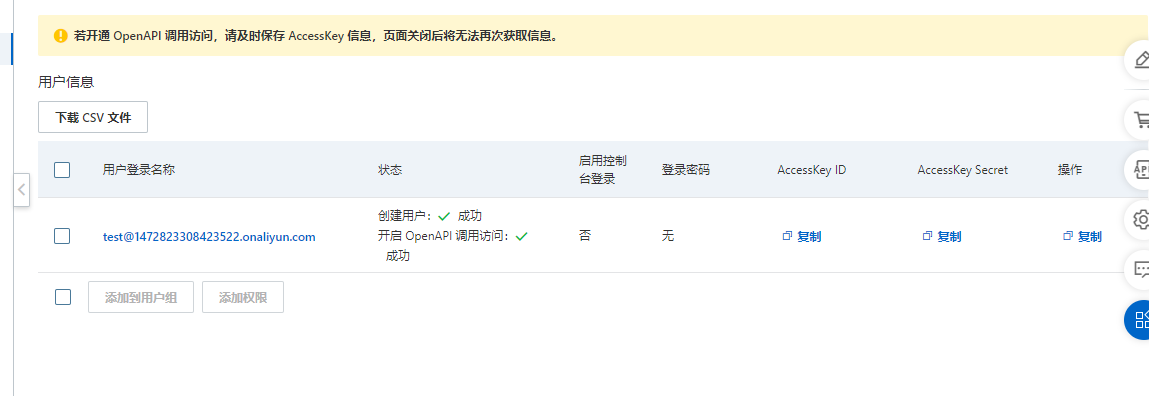 若开通 OpenAPI 调用访问，请及时保存 AccessKey 信息，页面关闭后将无法再次获取信息。
用户信息
下载 CSV 文件
用户登录名称 状态 启用控制台登录 登录密码 AccessKey ID AccessKey Secret 操作
创建用户： 成功
test@1472823308423522.onaliyun.com 开启 OpenAPI 调用访问： 否 无 复制 复制 复制
成功
添加到用户组 添加权限
API